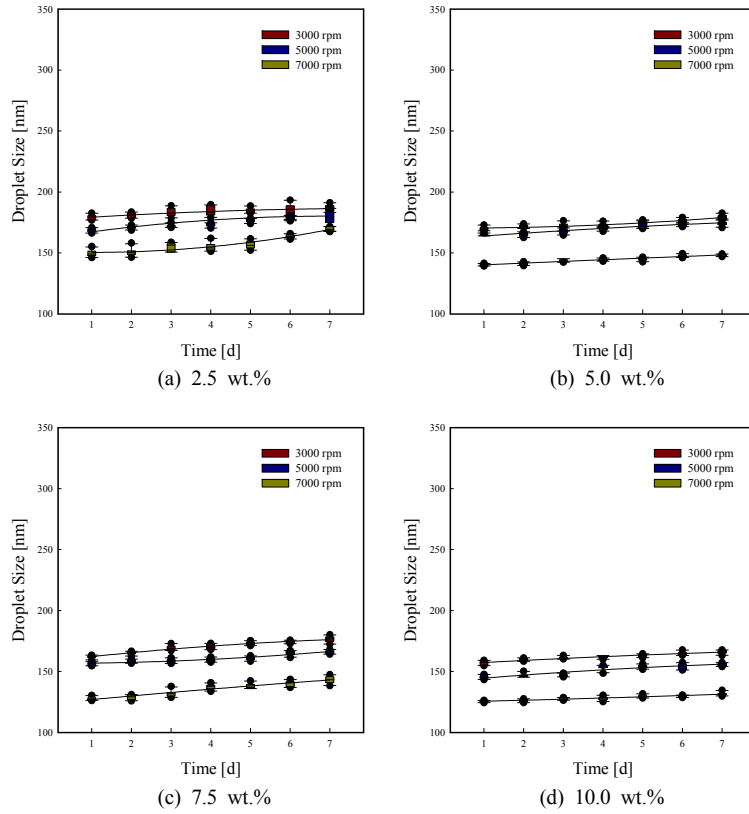 350
300
250
200
150
100
Droplet Size [nm]
3000 rpm
5000 rpm
7000 rpm
1 2 3 4 5 6 7
Time [d]
(a) 2.5 wt.%
350
300
250
200
150
100
Droplet Size [nm]
3000 rpm
5000 rpm
7000 rpm
1 2 3 4 5 6 7
Time [d]
(b) 5.0 wt.%
350
300
250
200
150
100
Droplet Size [nm]
3000 rpm
5000 rpm
7000 rpm
1 2 3 4 5 6 7
Time [d]
(c) 7.5 wt.%
350
300
250
200
150
100
Droplet Size [nm]
3000 rpm
5000 rpm
7000 rpm
1 2 3 4 5 6 7
Time [d]
(d) 10.0 wt.%